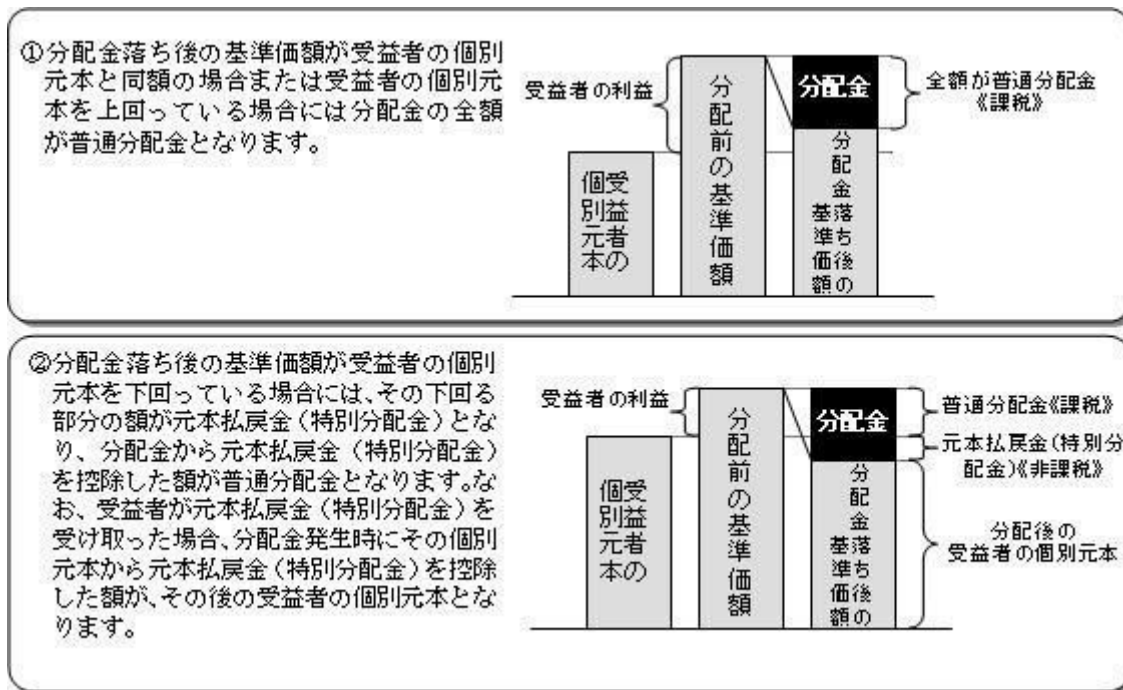 ①分配金落ち後の基準価額が受益者の個別
元本と同額の場合または受益者の個別元
本を上回っている場合には分配金の全額
が普通分配金となります。
受益者の利益
受益者の
個別元本
分配前の基準価額
分配金
分配金落ち後の
基準価額
全額が普通分配金
《課税》
②分配金落ち後の基準価額が受益者の個別
元本を下回っている場合には、その下回る
部分の額が元本払戻金(特別分配金)とな
り、分配金から元本払戻金(特別分配金)
を控除した額が普通分配金となります。な
お、受益者が元本払戻金(特別分配金)を
受け取った場合、分配金発生時にその個別
元本から元本払戻金(特別分配金)を控除
した額が、その後の受益者の個別元本とな
ります。
受益者の利益
受益者の
個別元本
分配前の基準価額
分配金
分配金落ち後の
基準価額
普通分配金《課税》
元本払戻金(特別分
配金)《非課税》
分配後の
受益者の個別元本